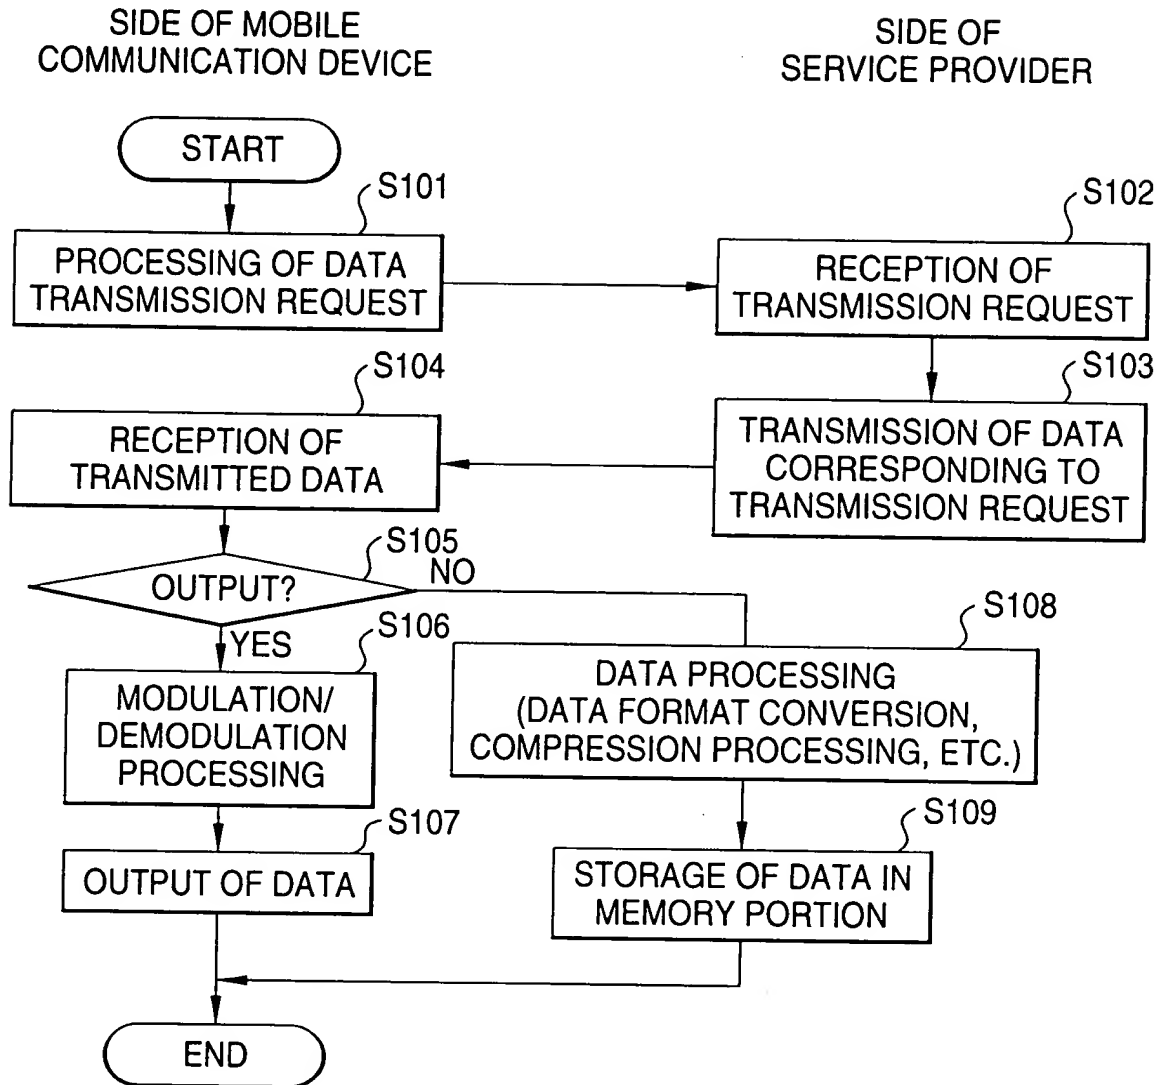 SIDE OF MOBILE
COMMUNICATION DEVICE
SIDE OF
SERVICE PROVIDER
START
S101
PROCESSING OF DATA
TRANSMISSION REQUEST
S102
RECEPTION OF
TRANSMISSION REQUEST
S103
TRANSMISSION OF DATA
CORRESPONDING TO
TRANSMISSION REQUEST
S104
RECEPTION OF
TRANSMITTED DATA
S105
OUTPUT?
NO
YES
S106
MODULATION/
DEMODULATION
PROCESSING
S107
OUTPUT OF DATA
S108
DATA PROCESSING
(DATA FORMAT CONVERSION,
COMPRESSION PROCESSING, ETC.)
S109
STORAGE OF DATA IN
MEMORY PORTION
END